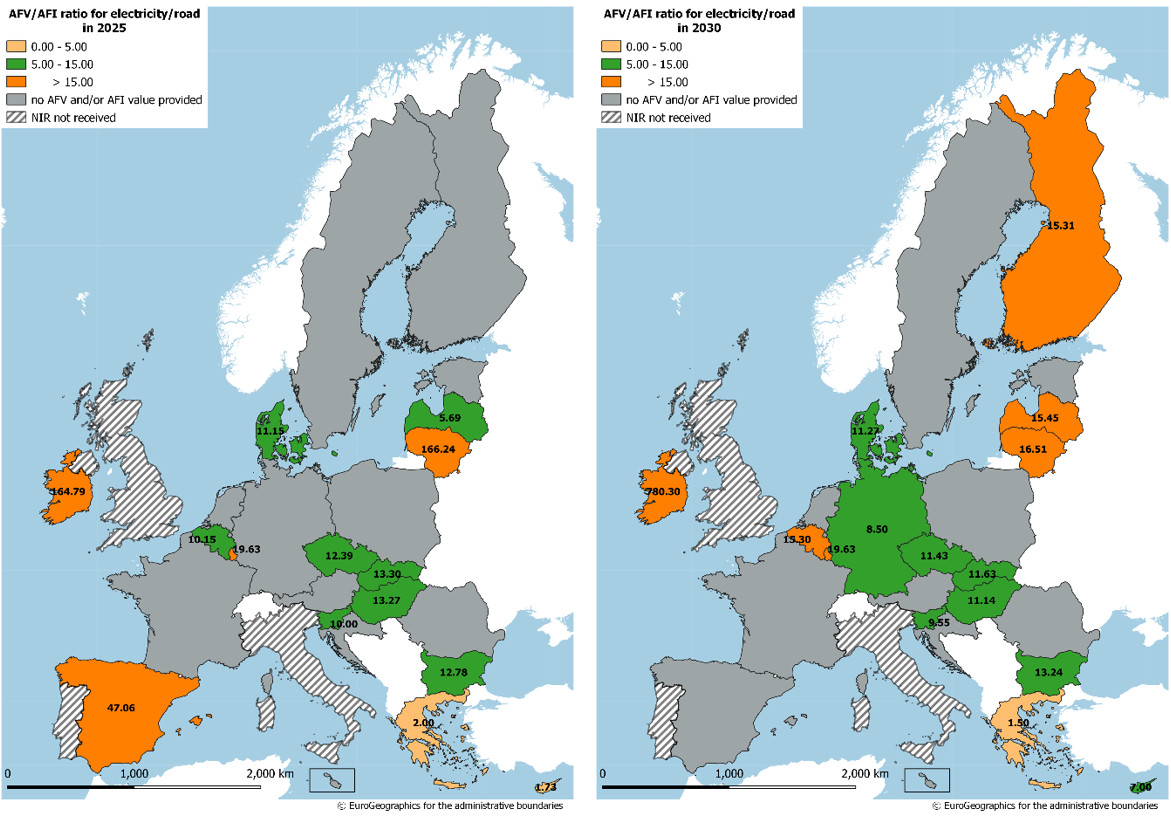 AFV/AFI ratio for electricity/road
in 2025
0.00 - 5.00
5.00 - 15.00
> 15.00
no AFV and/or AFI value provided
NIR not received
5.69
11.15
166.24
164.79
10.15
19.63
12.39
13.30
13.27
10.00
12.78
47.06
2.00
0
1,000
2,000 km
1.73
© EuroGeographics for the administrative boundaries
AFV/AFI ratio for electricity/road
in 2030
0.00 - 5.00
5.00 - 15.00
> 15.00
no AFV and/or AFI value provided
NIR not received
15.31
15.45
11.27
16.51
780.30
8.50
15.30
19.63
11.43
11.63
11.14
9.55
13.24
1.50
0
1,000
2,000 km
7.00
© EuroGeographics for the administrative boundaries